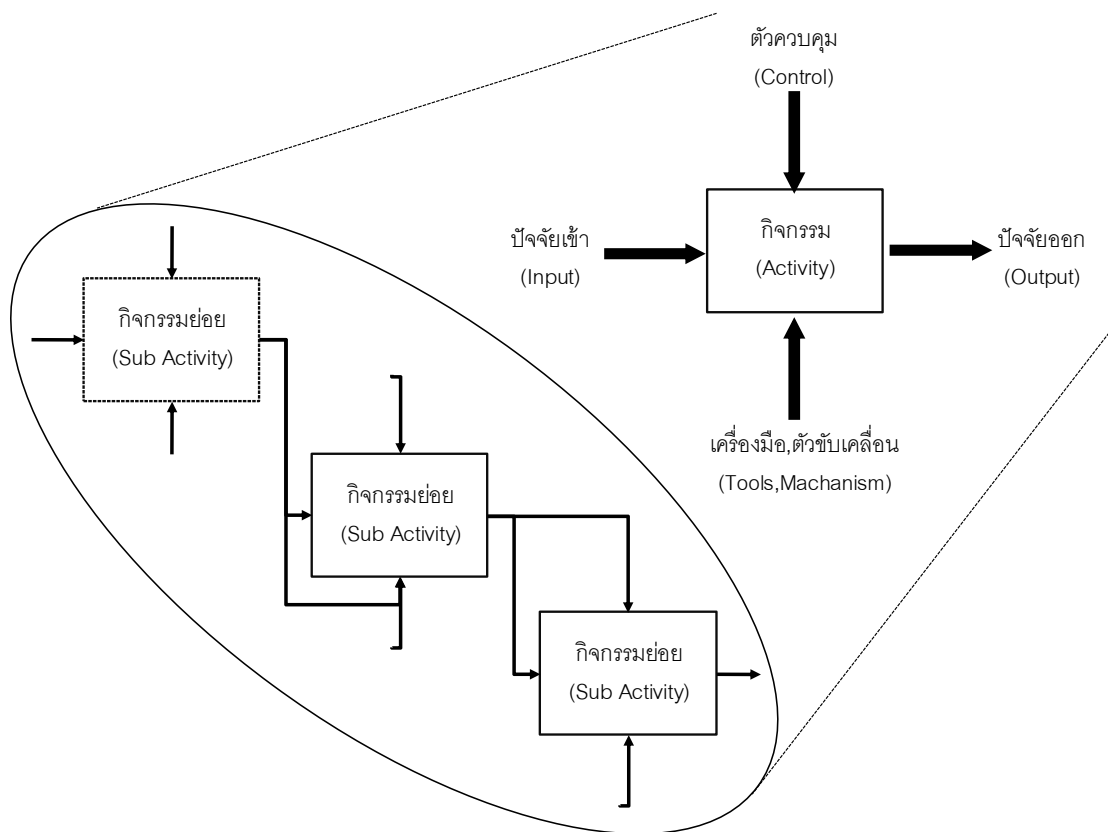 ตัวควบคุม
(Control)
ปัจจัยเข้า
(Input)
กิจกรรม
(Activity)
ปัจจัยออก
(Output)
เครื่องมือ,ตัวขับเคลื่อน
(Tools,Machanism)
กิจกรรมย่อย
(Sub Activity)
กิจกรรมย่อย
(Sub Activity)
กิจกรรมย่อย
(Sub Activity)